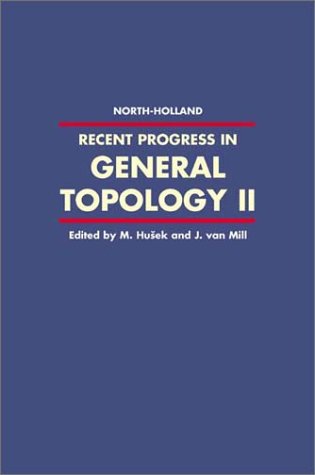 NORTH-HOLLAND
RECENT PROGRESS IN
GENERAL
TOPOLOGY II
Edited by M. Hušek and J. van Mill